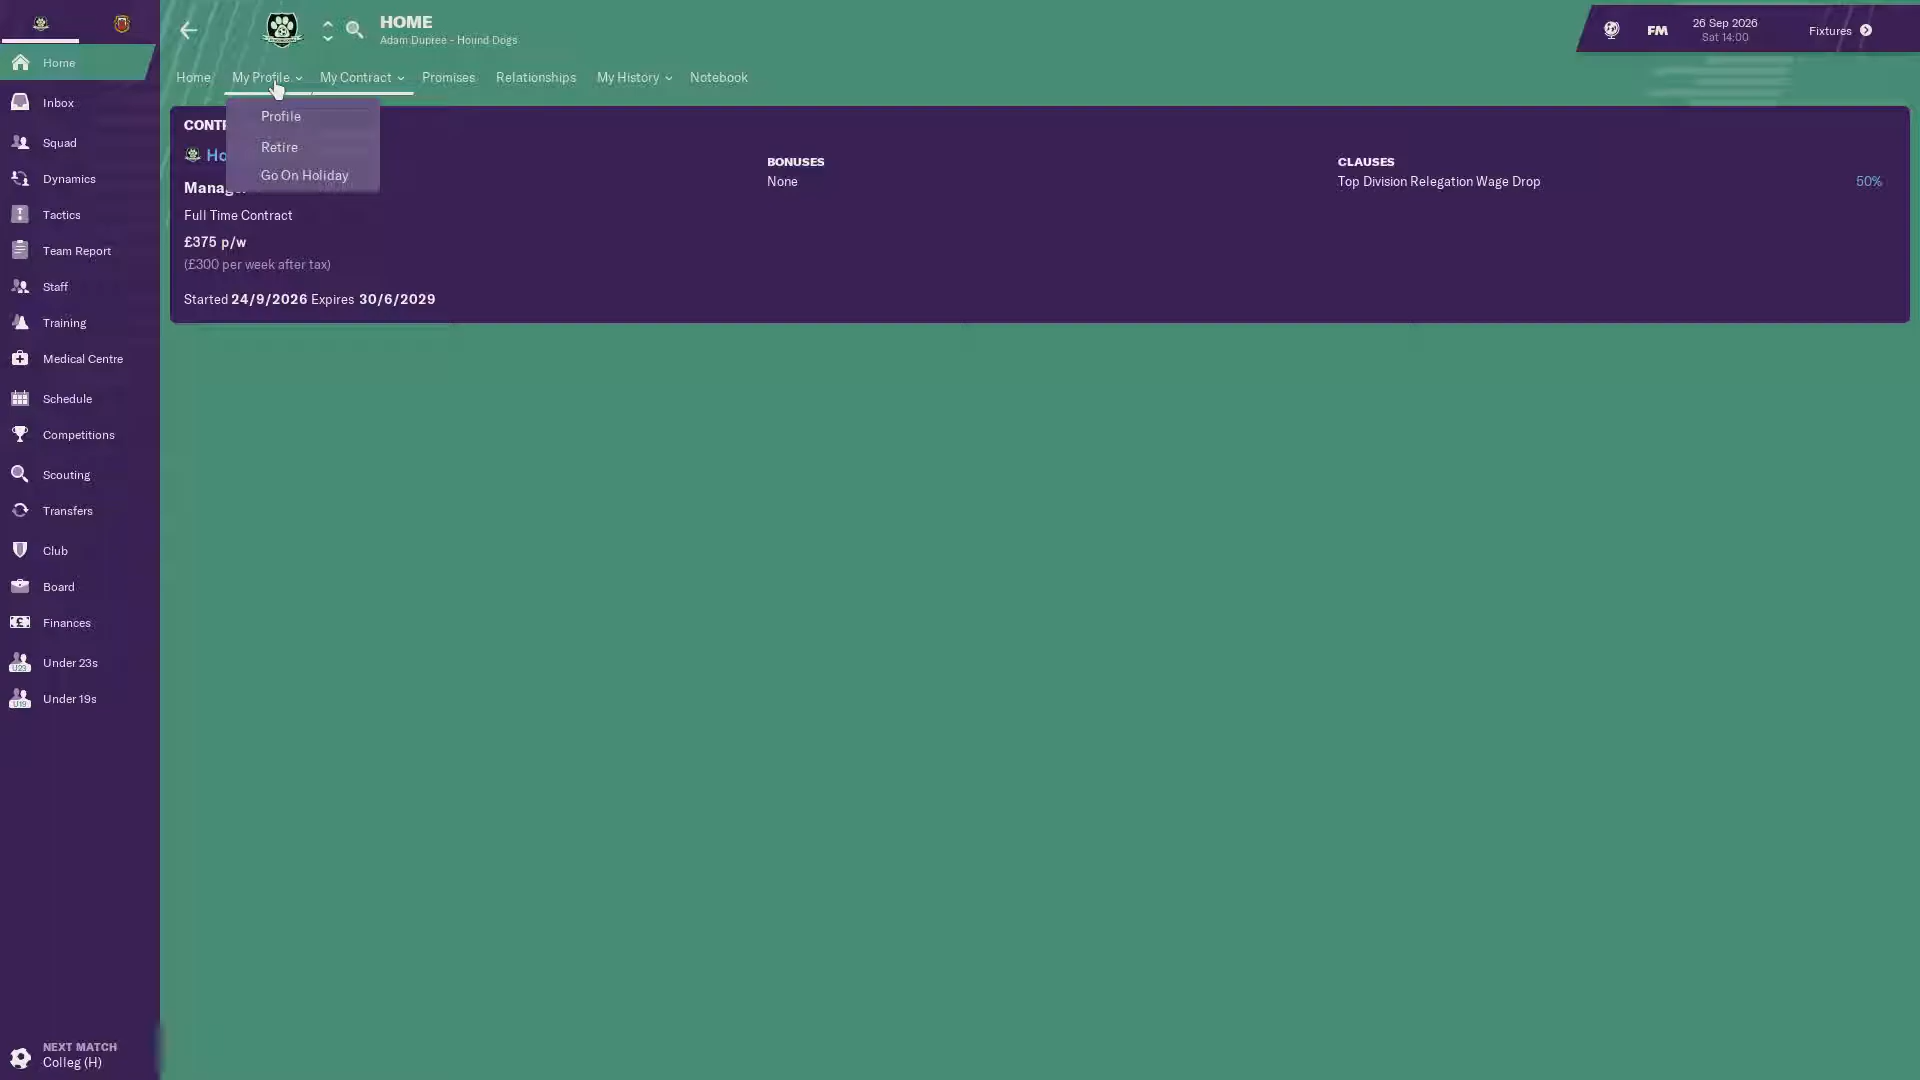 HOME
Adam Dupree - Hound Dogs
FM
26 Sep 2026
Sat 14:00
Fixtures
Home
My Profile
My Contract
Promises
Relationships
My History
Notebook
Home
Inbox
Squad
Dynamics
Tactics
Team Report
Staff
Training
Medical Centre
Schedule
Competitions
Scouting
Transfers
Club
Board
Finances
U23
Under 23s
U19
Under 19s
NEXT MATCH
Colleg (H)
Profile
Retire
Go On Holiday
Full Time Contract
£375 p/w
(£300 per week after tax)
Started 24/9/2026 Expires 30/6/2029
BONUSES
None
CLAUSES
Top Division Relegation Wage Drop 50%